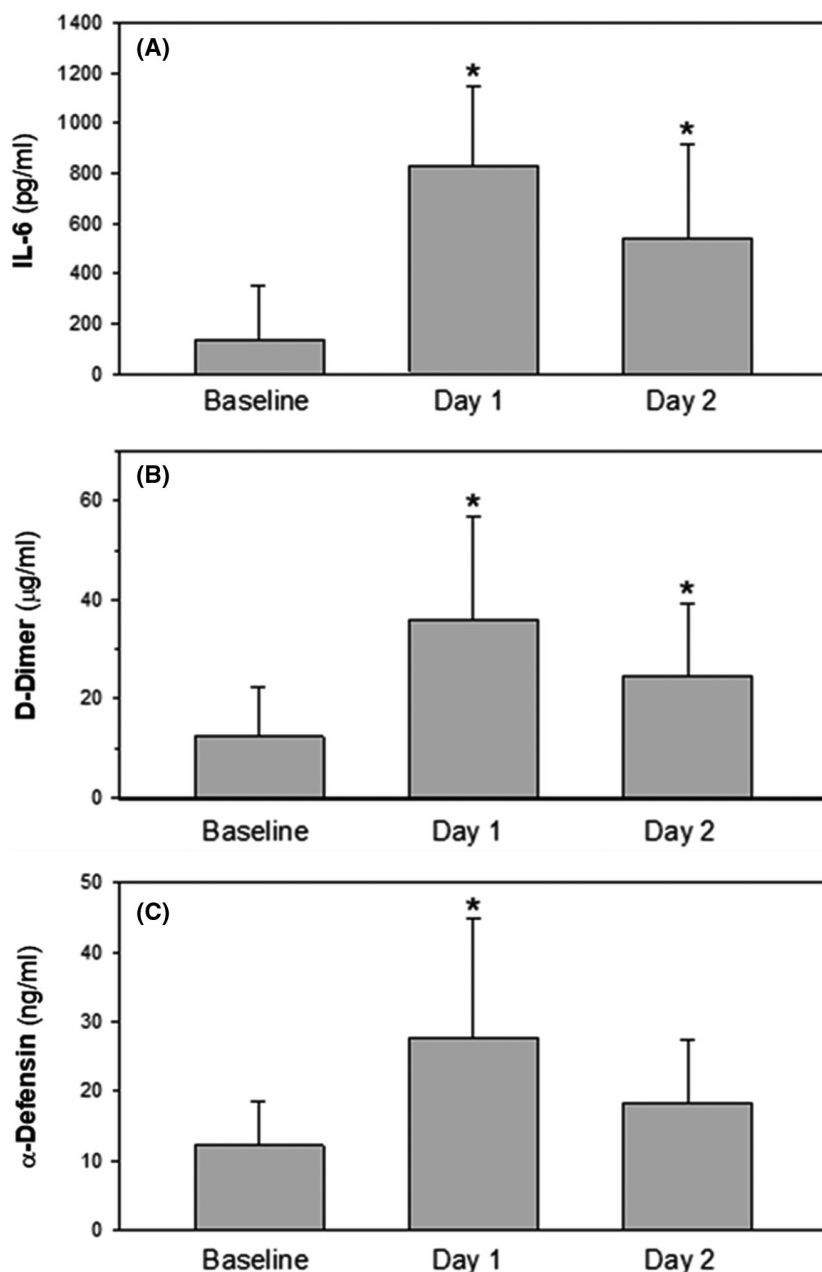 (A)
IL-6 (pg/ml)
1400
1200
1000
800
600
400
200
0
*
*
Baseline Day 1 Day 2
(B)
D-Dimer (μg/ml)
60
40
20
0
*
*
Baseline Day 1 Day 2
(C)
α-Defensin (ng/ml)
50
40
30
20
10
0
*
Baseline Day 1 Day 2